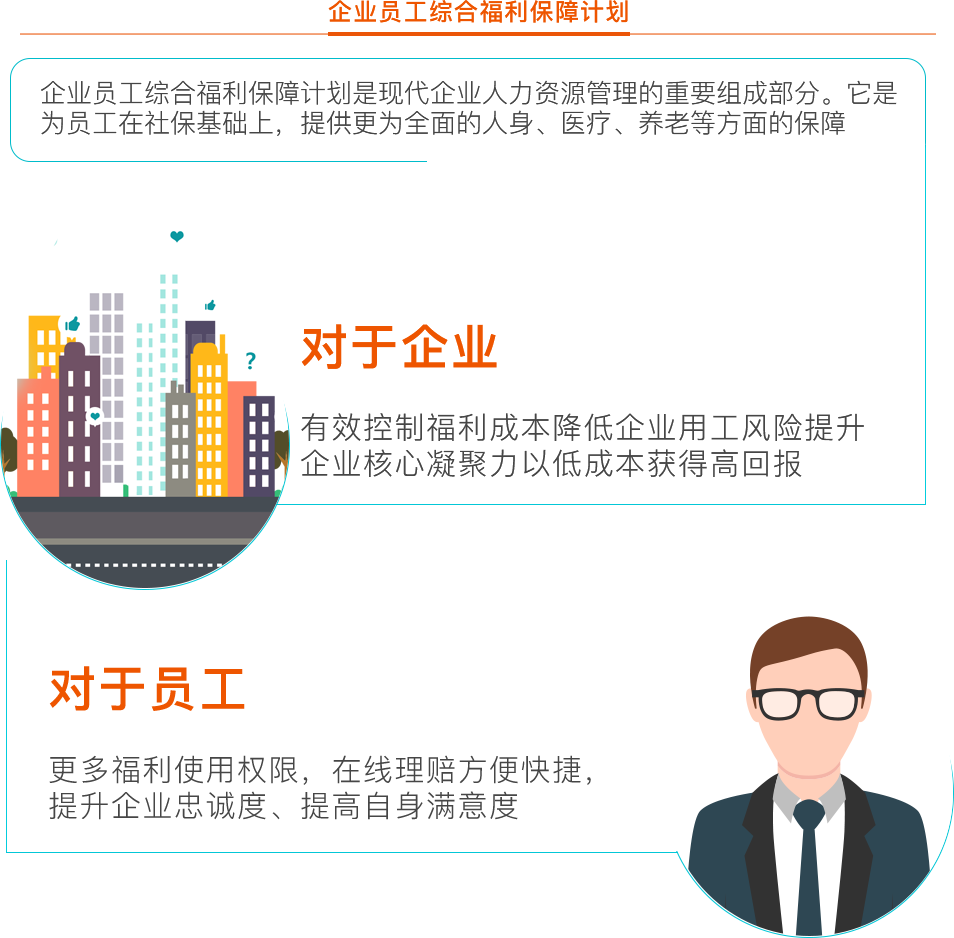 企业员工综合福利保障计划
企业员工综合福利保障计划是现代企业人力资源管理的重要组成部分。它是
为员工在社保基础上，提供更为全面的人身、医疗、养老等方面的保障
?
对于企业
有效控制福利成本降低企业用工风险提升
企业核心凝聚力以低成本获得高回报
对于员工
更多福利使用权限，在线理赔方便快捷，
提升企业忠诚度、提高自身满意度